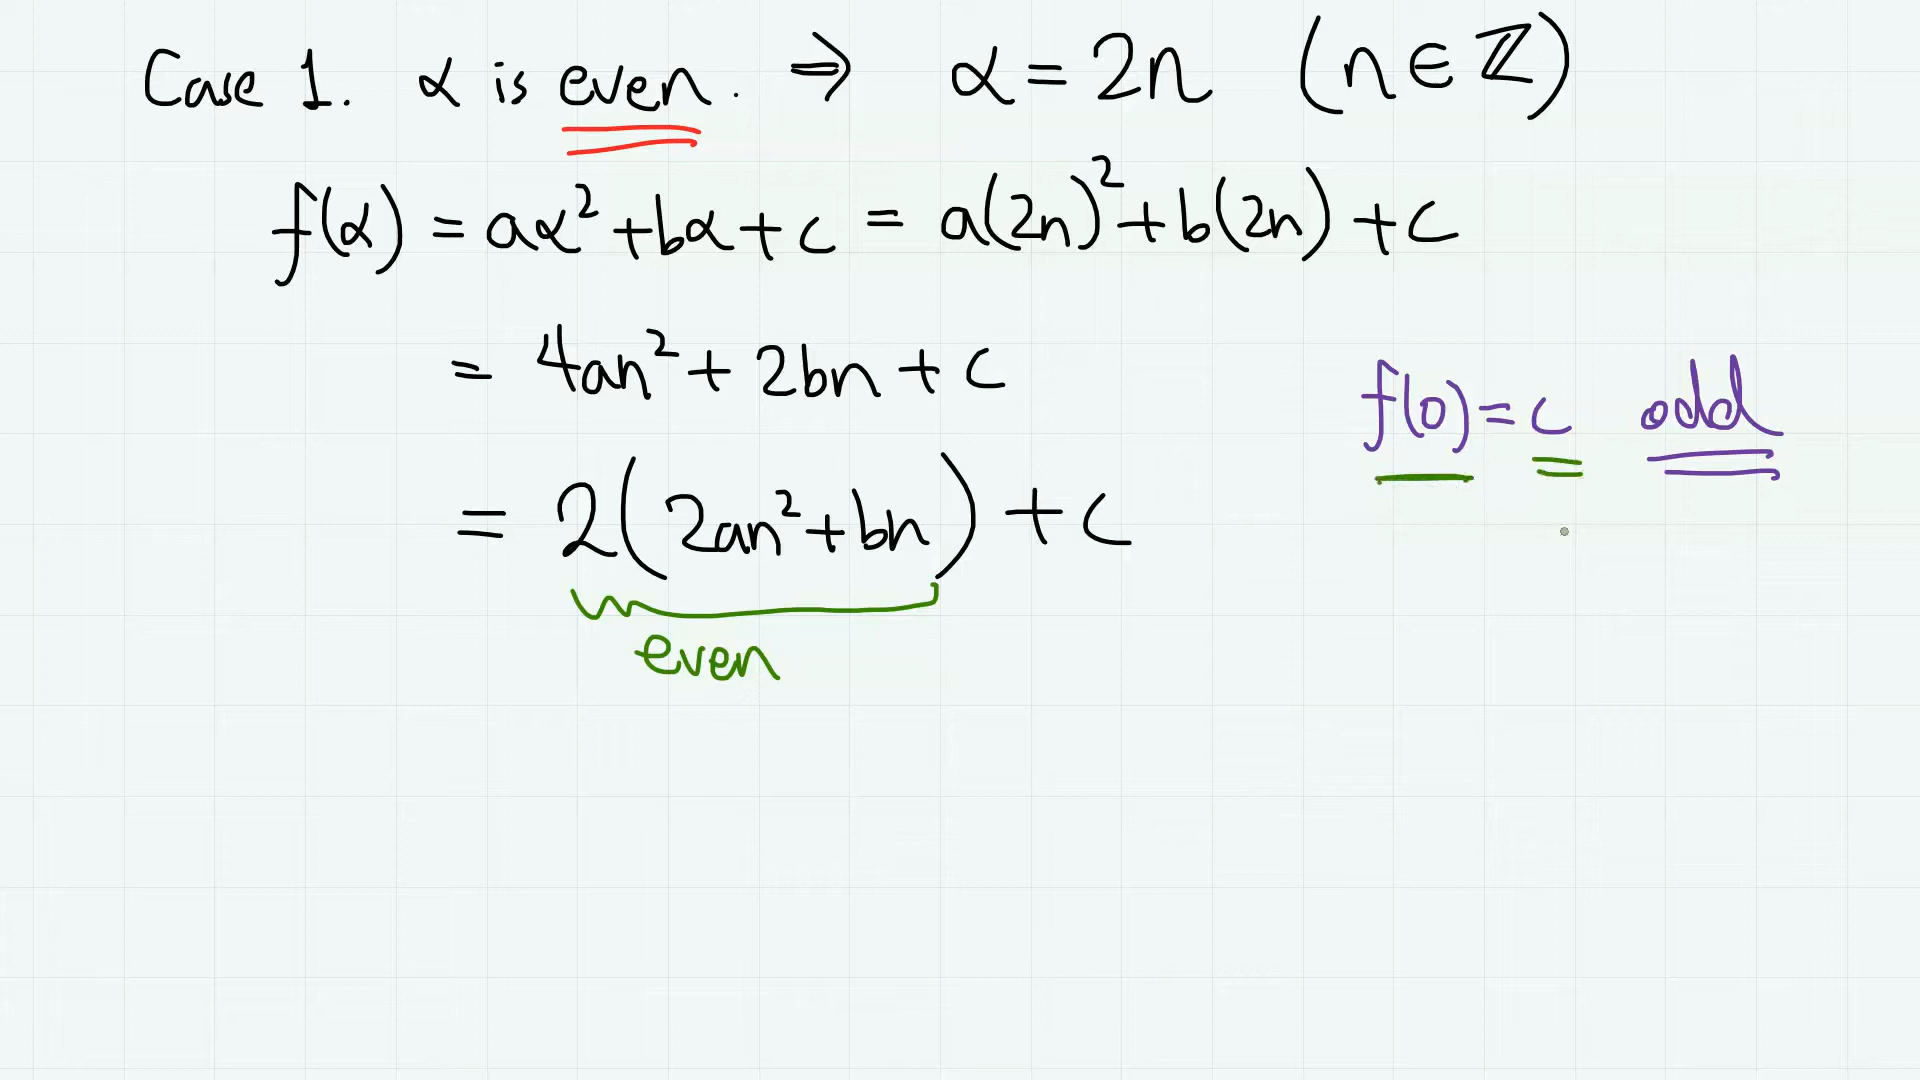 Case 1. α is even. ⇒ α = 2n (n ∈ ℤ)
f(α) = aα² + bα + c = a(2n)² + b(2n) + c
= 4an² + 2bn + c
f(0) = c odd
= 2(2an² + bn) + c
even